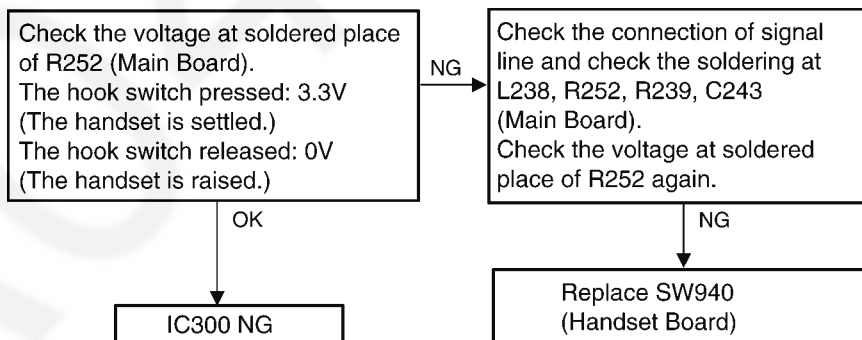 Check the voltage at soldered place
of R252 (Main Board).
The hook switch pressed: 3.3V
(The handset is settled.)
The hook switch released: 0V
(The handset is raised.)
NG
Check the connection of signal
line and check the soldering at
L238, R252, R239, C243
(Main Board).
Check the voltage at soldered
place of R252 again.
OK
NG
IC300 NG
Replace SW940
(Handset Board)